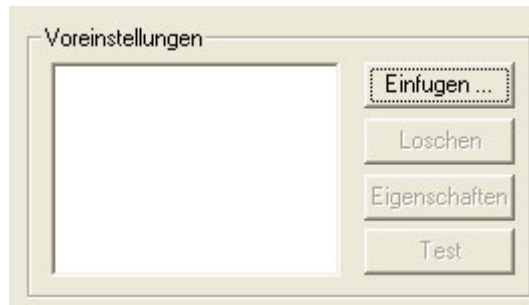 Voreinstellungen
Einfugen ...
Loschen
Eigenschaften
Test